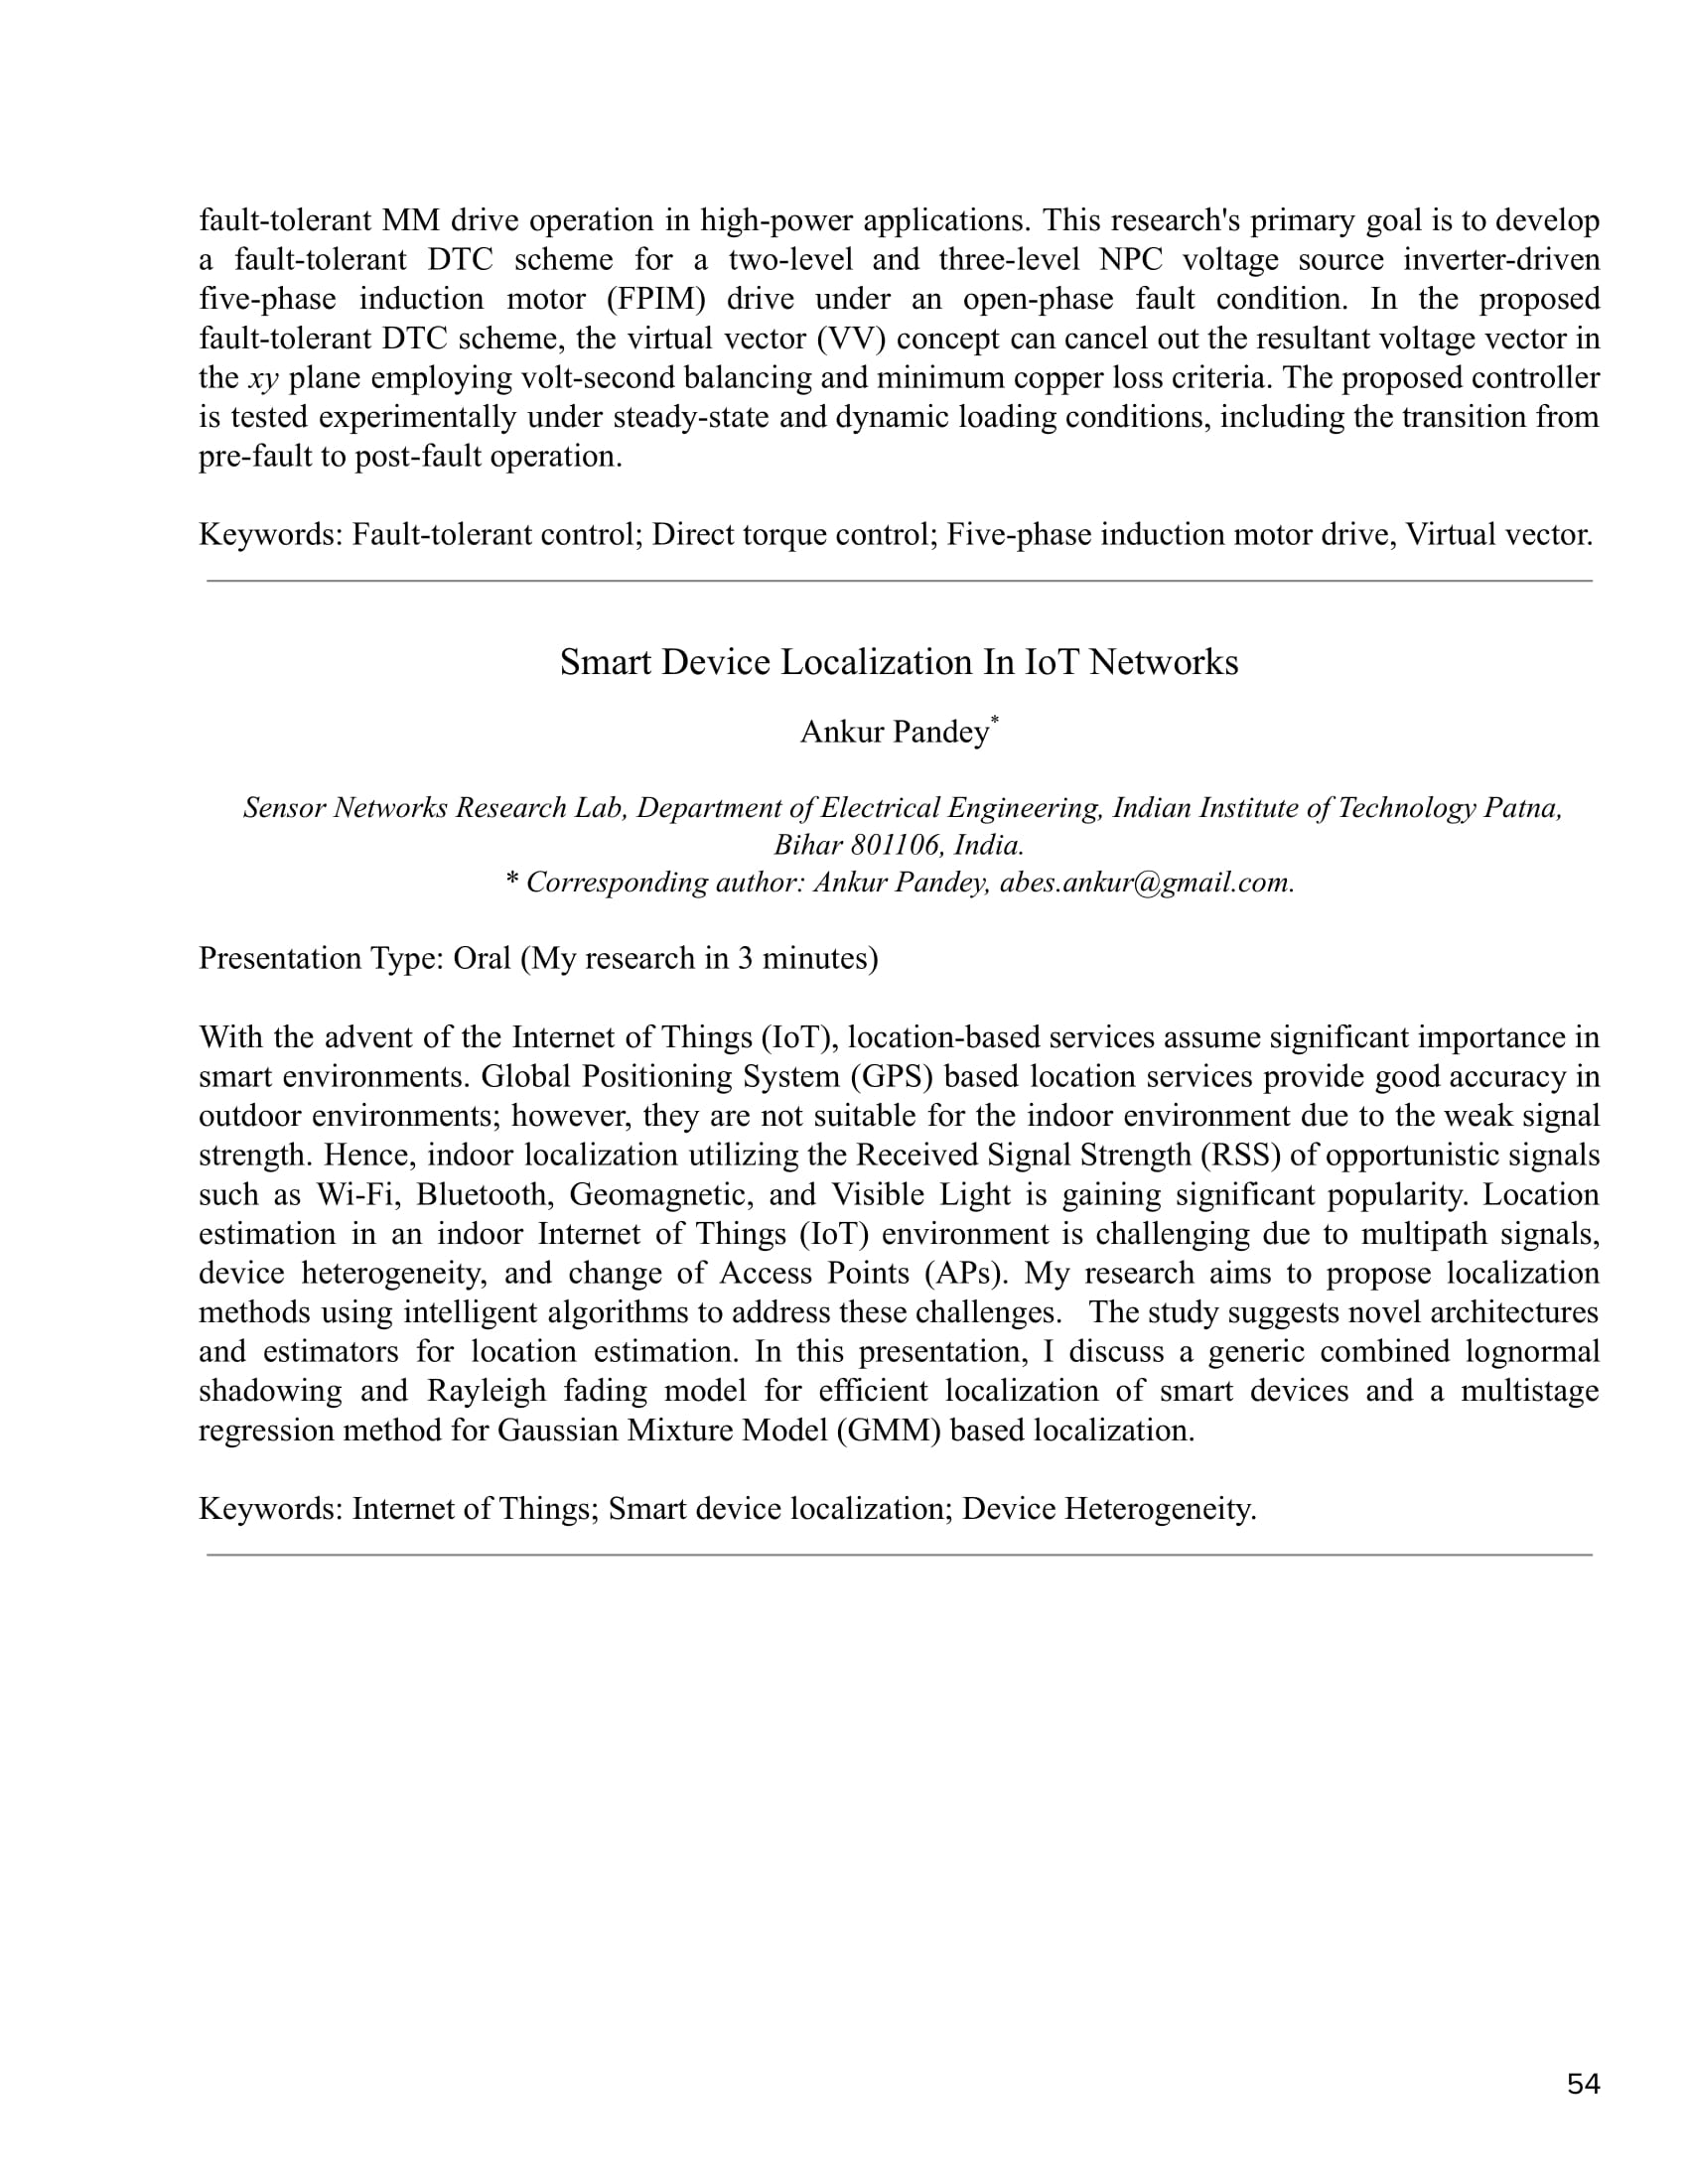 fault-tolerant MM drive operation in high-power applications. This research's primary goal is to develop
a fault-tolerant DTC scheme for a two-level and three-level NPC voltage source inverter-driven
five-phase induction motor (FPIM) drive under an open-phase fault condition. In the proposed
fault-tolerant DTC scheme, the virtual vector (VV) concept can cancel out the resultant voltage vector in
the xy plane employing volt-second balancing and minimum copper loss criteria. The proposed controller
is tested experimentally under steady-state and dynamic loading conditions, including the transition from
pre-fault to post-fault operation.
Keywords: Fault-tolerant control; Direct torque control; Five-phase induction motor drive, Virtual vector.
Smart Device Localization In IoT Networks
Ankur Pandey*
Sensor Networks Research Lab, Department of Electrical Engineering, Indian Institute of Technology Patna,
Bihar 801106, India.
* Corresponding author: Ankur Pandey, abes.ankur@gmail.com.
Presentation Type: Oral (My research in 3 minutes)
With the advent of the Internet of Things (IoT), location-based services assume significant importance in
smart environments. Global Positioning System (GPS) based location services provide good accuracy in
outdoor environments; however, they are not suitable for the indoor environment due to the weak signal
strength. Hence, indoor localization utilizing the Received Signal Strength (RSS) of opportunistic signals
such as Wi-Fi, Bluetooth, Geomagnetic, and Visible Light is gaining significant popularity. Location
estimation in an indoor Internet of Things (IoT) environment is challenging due to multipath signals,
device heterogeneity, and change of Access Points (APs). My research aims to propose localization
methods using intelligent algorithms to address these challenges.   The study suggests novel architectures
and estimators for location estimation. In this presentation, I discuss a generic combined lognormal
shadowing and Rayleigh fading model for efficient localization of smart devices and a multistage
regression method for Gaussian Mixture Model (GMM) based localization.
Keywords: Internet of Things; Smart device localization; Device Heterogeneity.
54